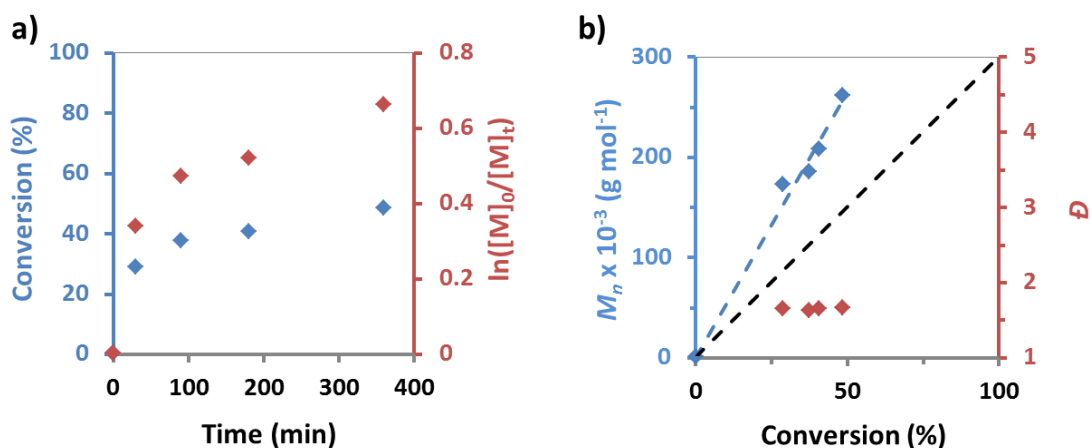 a)
Conversion (%)
100
80
60
40
20
0
0.8
0.6
0.4
0.2
0
ln([M]₀/[M]ₜ)
0 100 200 300 400
Time (min)
b)
Mₙ x 10⁻³ (g mol⁻¹)
300
200
100
0
5
4
3
2
1
Đ
0 50 100
Conversion (%)